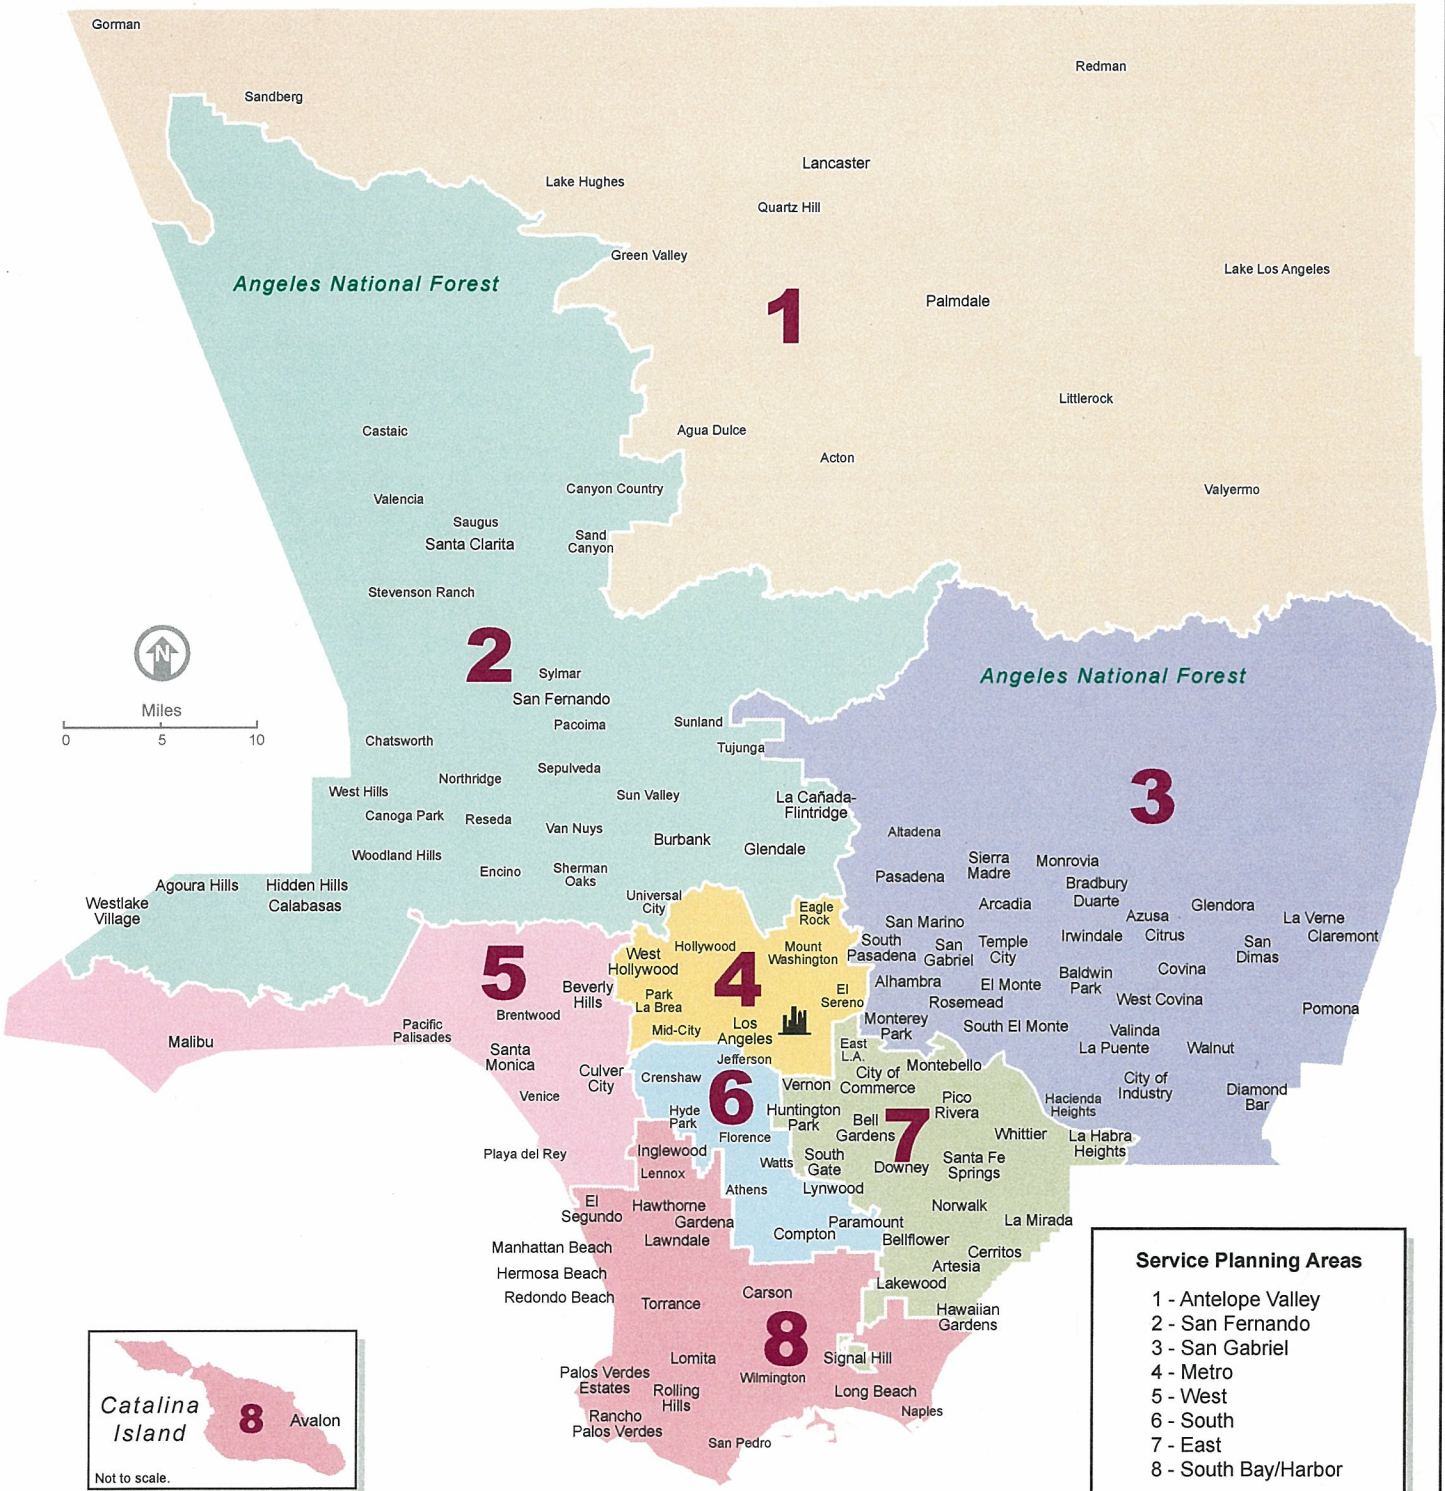 Gorman
Redman
Sandberg
Lancaster
Lake Hughes
Quartz Hill
Green Valley
Lake Los Angeles
Angeles National Forest
1
Palmdale
Littlerock
Castaic
Agua Dulce
Acton
Canyon Country
Valyermo
Valencia
Saugus
Santa Clarita
Sand
Canyon
Stevenson Ranch
N
2
Angeles National Forest
Sylmar
San Fernando
Miles
0 5 10
Pacoima
Sunland
Chatsworth
Tujunga
Northridge
Sepulveda
3
West Hills
Sun Valley
La Cañada-
Flintridge
Canoga Park
Reseda
Van Nuys
Burbank
Glendale
Altadena
Woodland Hills
Encino
Sherman
Oaks
Sierra
Madre
Monrovia
Pasadena
Bradbury
Duarte
Agoura Hills
Hidden Hills
Calabasas
Westlake
Village
Universal
City
Eagle
Rock
Arcadia
Glendora
Azusa
Citrus
La Verne
Claremont
San Marino
South
Pasadena
San
Gabriel
Temple
City
Irwindale
San
Dimas
5
West
Hollywood
Hollywood
4
Mount
Washington
Beverly
Hills
Park
La Brea
El
Sereno
Alhambra
El Monte
Baldwin
Park
Covina
Rosemead
West Covina
Pomona
Brentwood
Pacific
Palisades
Mid-City
Los
Angeles
Monterey
Park
South El Monte
Valinda
La Puente
Walnut
Malibu
Santa
Monica
Jefferson
East
L.A.
City of
Commerce
Montebello
Culver
City
Crenshaw
6
Vernon
City of
Industry
Diamond
Bar
Venice
Hyde
Park
Huntington
Park
Bell
Gardens
7
Pico
Rivera
Hacienda
Heights
Florence
Whittier
La Habra
Heights
Playa del Rey
Inglewood
Lennox
Watts
South
Gate
Downey
Santa Fe
Springs
Athens
Lynwood
El
Segundo
Hawthorne
Gardena
Lawndale
Norwalk
La Mirada
Paramount
Compton
Bellflower
Manhattan Beach
Cerritos
Artesia
Hermosa Beach
Lakewood
Redondo Beach
Torrance
Carson
Hawaiian
Gardens
8
Lomita
Signal Hill
Palos Verdes
Estates
Wilmington
Rolling
Hills
Long Beach
Rancho
Palos Verdes
Naples
San Pedro
Catalina
Island
8
Avalon
Not to scale.
Service Planning Areas
1 - Antelope Valley
2 - San Fernando
3 - San Gabriel
4 - Metro
5 - West
6 - South
7 - East
8 - South Bay/Harbor